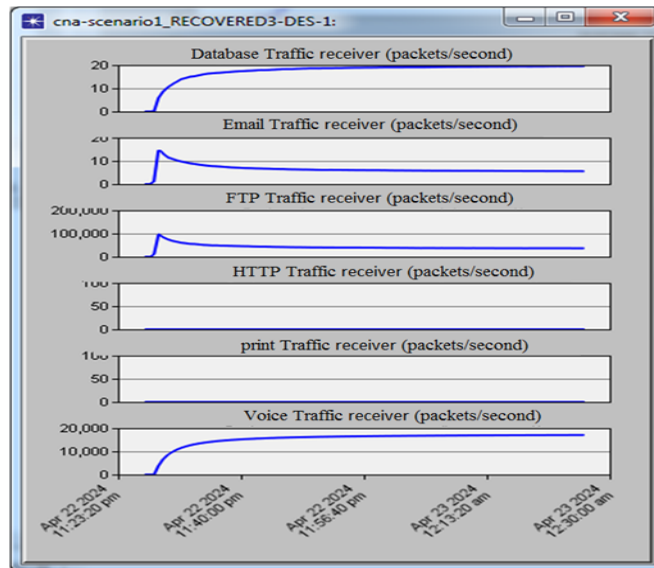 cna-scenario1_RECOVERED3-DES-1:
Database Traffic receiver (packets/second)
20
10
0
Email Traffic receiver (packets/second)
20
10
0
FTP Traffic receiver (packets/second)
200,000
100,000
0
HTTP Traffic receiver (packets/second)
100
50
0
print Traffic receiver (packets/second)
100
50
0
Voice Traffic receiver (packets/second)
20,000
10,000
0
Apr 22 2024
11:23:20 pm
Apr 22 2024
11:40:00 pm
Apr 22 2024
11:56:40 pm
Apr 23 2024
12:13:20 am
Apr 23 2024
12:30:00 am